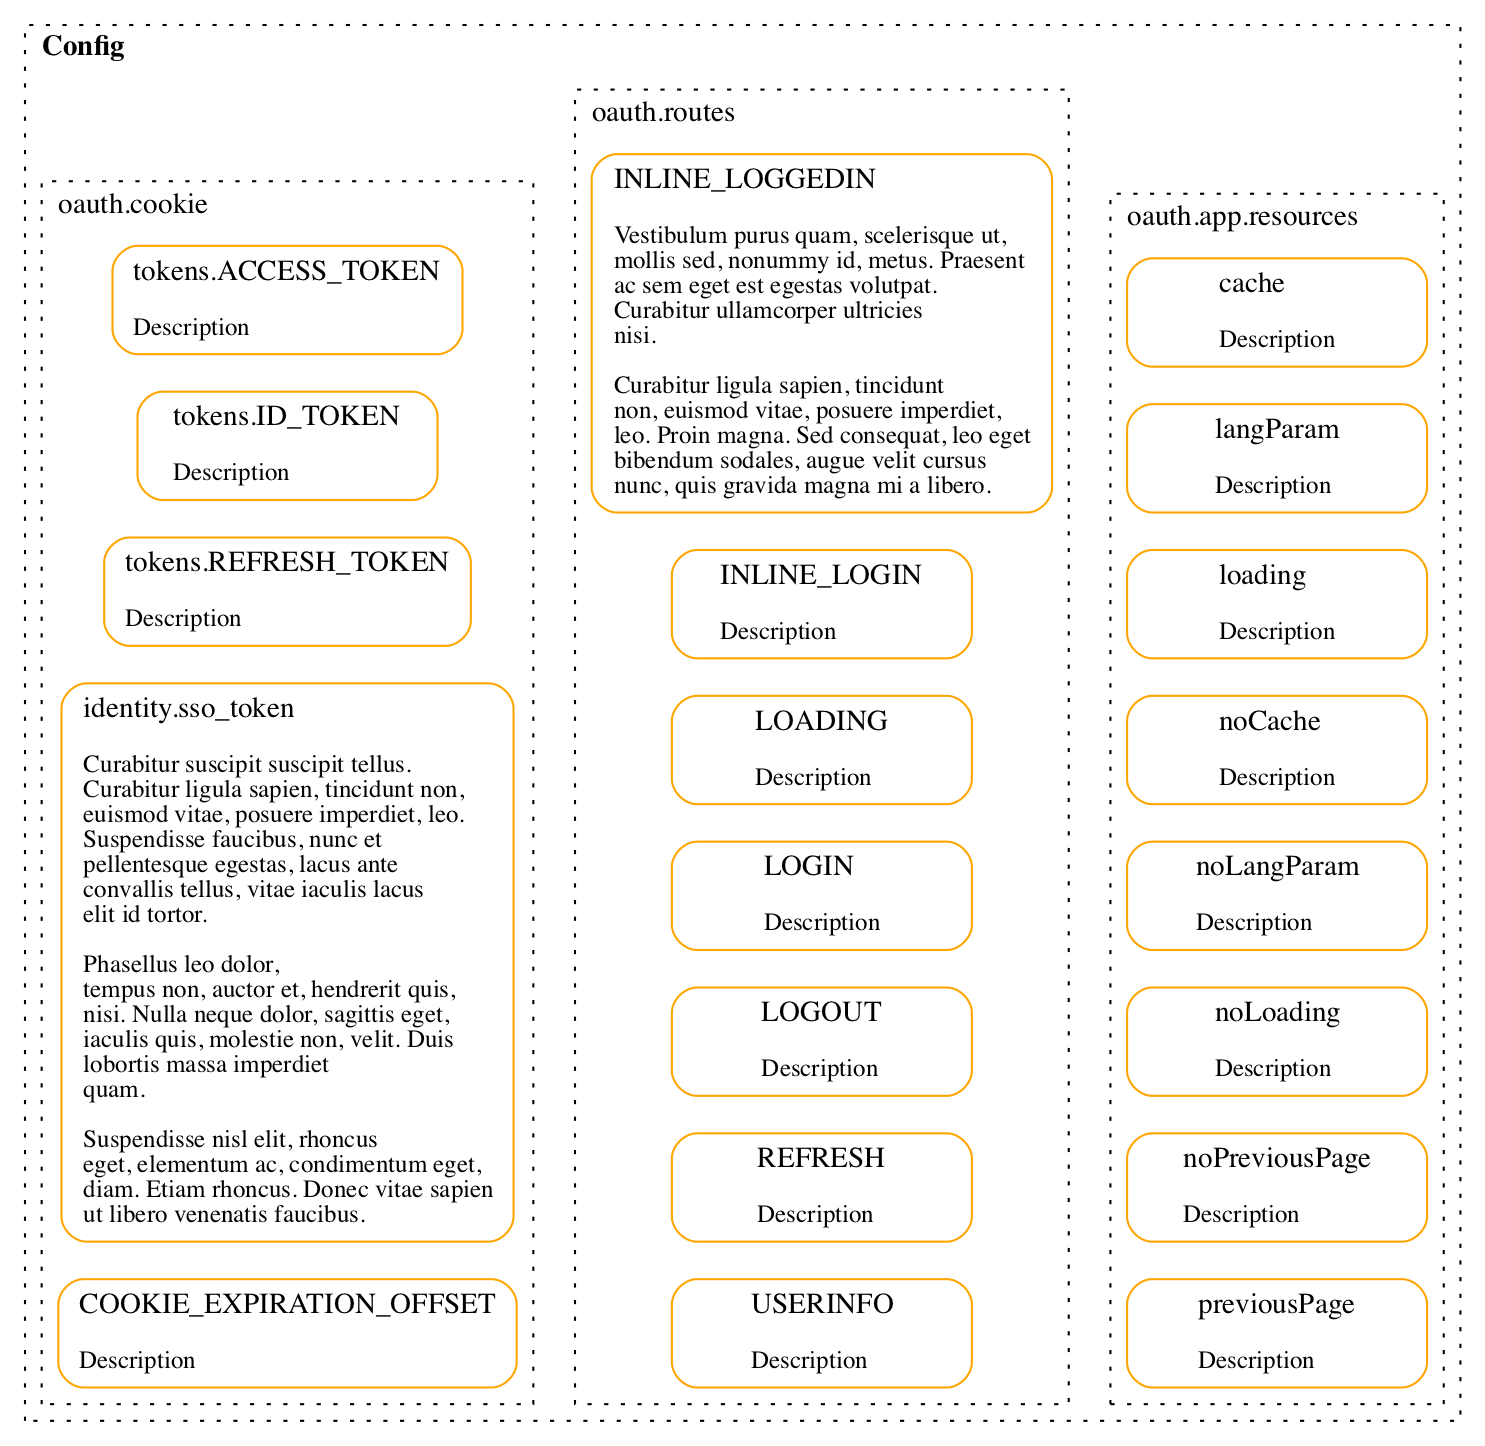 Config
oauth.cookie
tokens.ACCESS_TOKEN
Description
tokens.ID_TOKEN
Description
tokens.REFRESH_TOKEN
Description
identity.sso_token
Curabitur suscipit suscipit tellus.
Curabitur ligula sapien, tincidunt non,
euismod vitae, posuere imperdiet, leo.
Suspendisse faucibus, nunc et
pellentesque egestas, lacus ante
convallis tellus, vitae iaculis lacus
elit id tortor.
Phasellus leo dolor,
tempus non, auctor et, hendrerit quis,
nisi. Nulla neque dolor, sagittis eget,
iaculis quis, molestie non, velit. Duis
lobortis massa imperdiet
quam.
Suspendisse nisl elit, rhoncus
eget, elementum ac, condimentum eget,
diam. Etiam rhoncus. Donec vitae sapien
ut libero venenatis faucibus.
COOKIE_EXPIRATION_OFFSET
Description
oauth.routes
INLINE_LOGGEDIN
Vestibulum purus quam, scelerisque ut,
mollis sed, nonummy id, metus. Praesent
ac sem eget est egestas volutpat.
Curabitur ullamcorper ultricies
nisi.
Curabitur ligula sapien, tincidunt
non, euismod vitae, posuere imperdiet,
leo. Proin magna. Sed consequat, leo eget
bibendum sodales, augue velit cursus
nunc, quis gravida magna mi a libero.
INLINE_LOGIN
Description
LOADING
Description
LOGIN
Description
LOGOUT
Description
REFRESH
Description
USERINFO
Description
oauth.app.resources
cache
Description
langParam
Description
loading
Description
noCache
Description
noLangParam
Description
noLoading
Description
noPreviousPage
Description
previousPage
Description